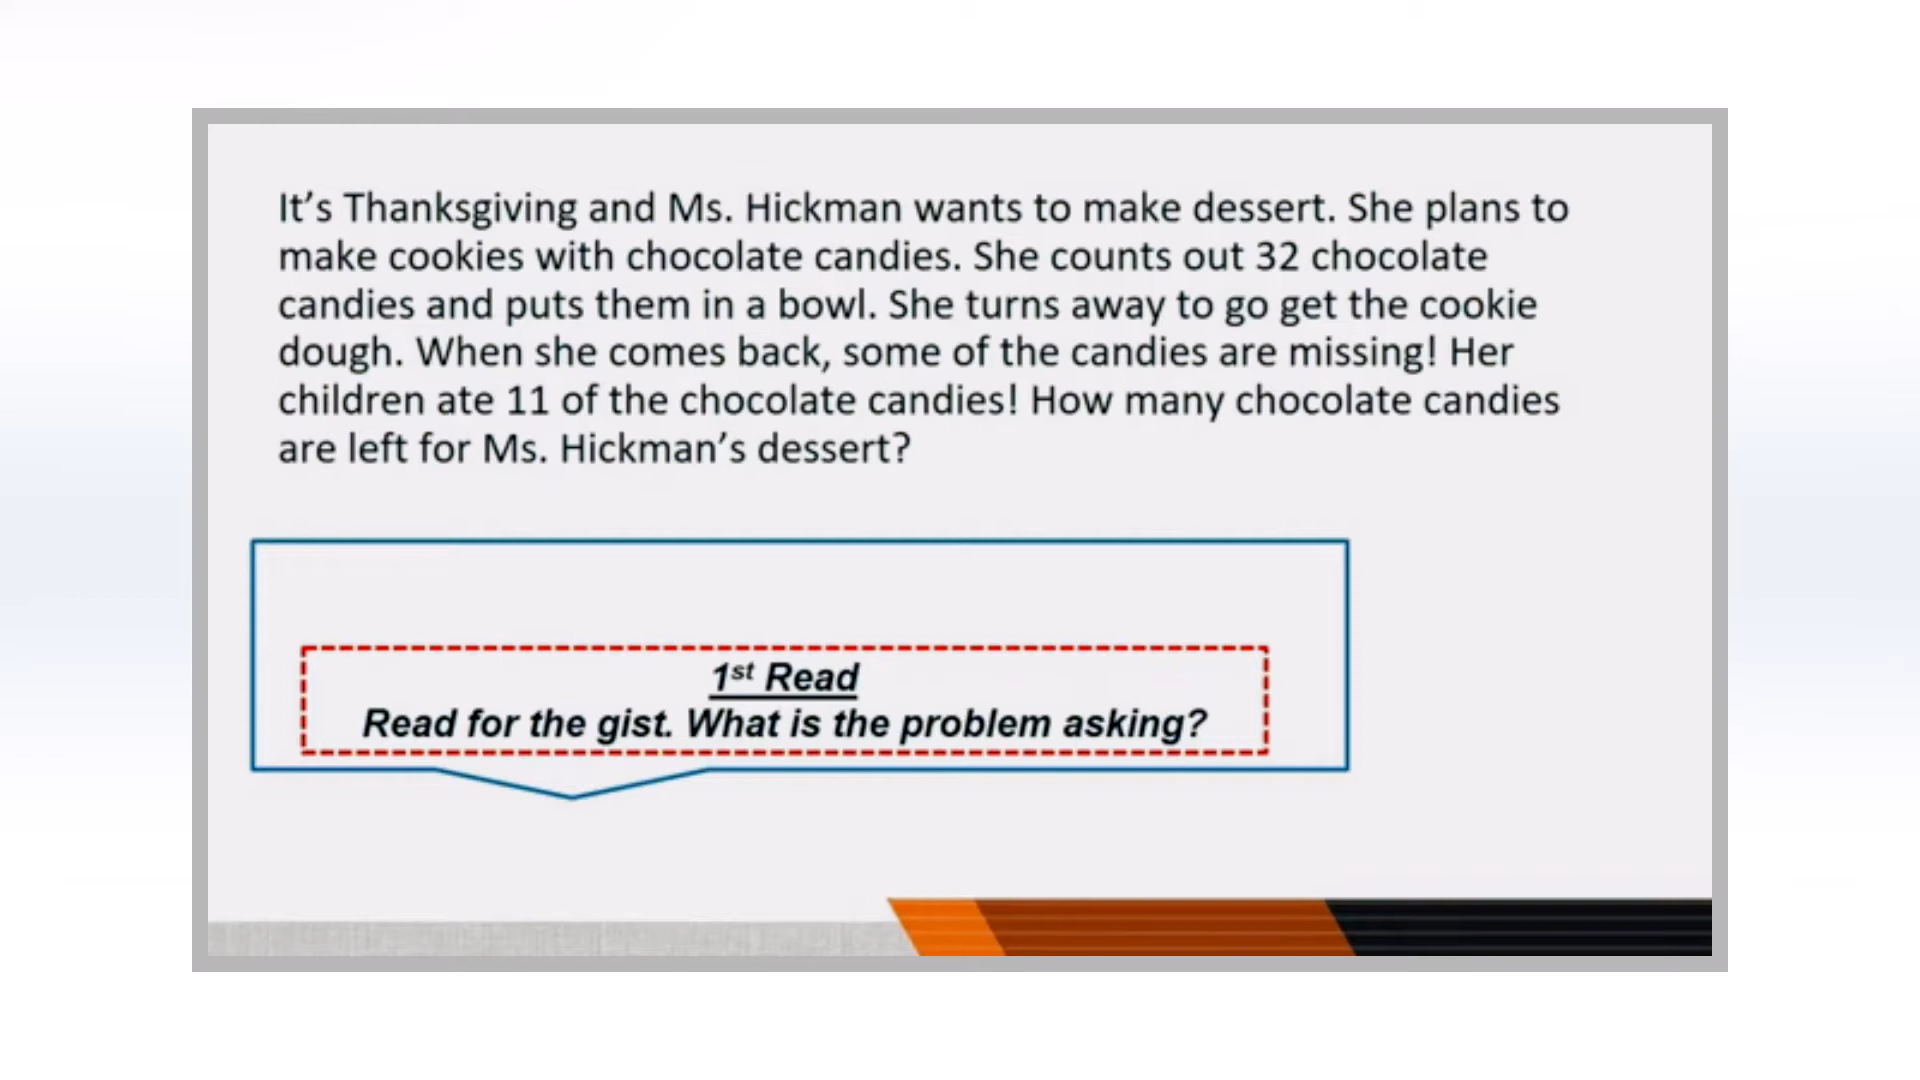 It’s Thanksgiving and Ms. Hickman wants to make dessert. She plans to
make cookies with chocolate candies. She counts out 32 chocolate
candies and puts them in a bowl. She turns away to go get the cookie
dough. When she comes back, some of the candies are missing! Her
children ate 11 of the chocolate candies! How many chocolate candies
are left for Ms. Hickman’s dessert?
1st Read
Read for the gist. What is the problem asking?